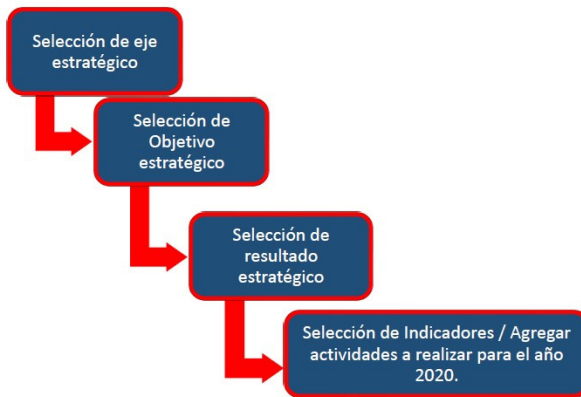 Selección de eje
estratégico
Selección de
Objetivo
estratégico
Selección de
resultado
estratégico
Selección de Indicadores / Agregar
actividades a realizar para el año
2020.